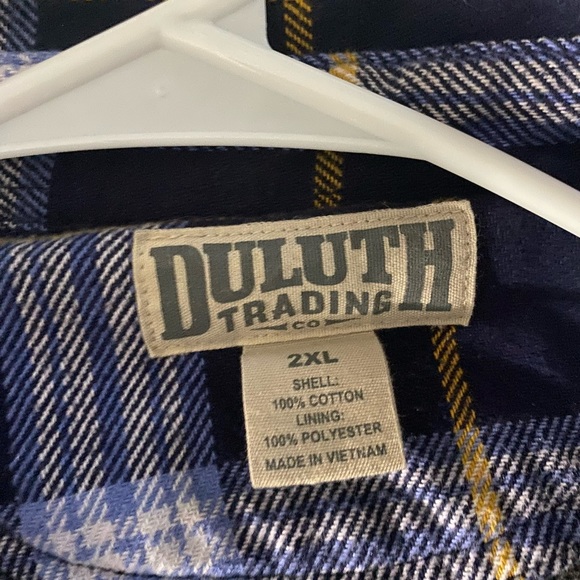 DULUTH
TRADING
CO
2XL
SHELL:
100% COTTON
LINING:
100% POLYESTER
MADE IN VIETNAM